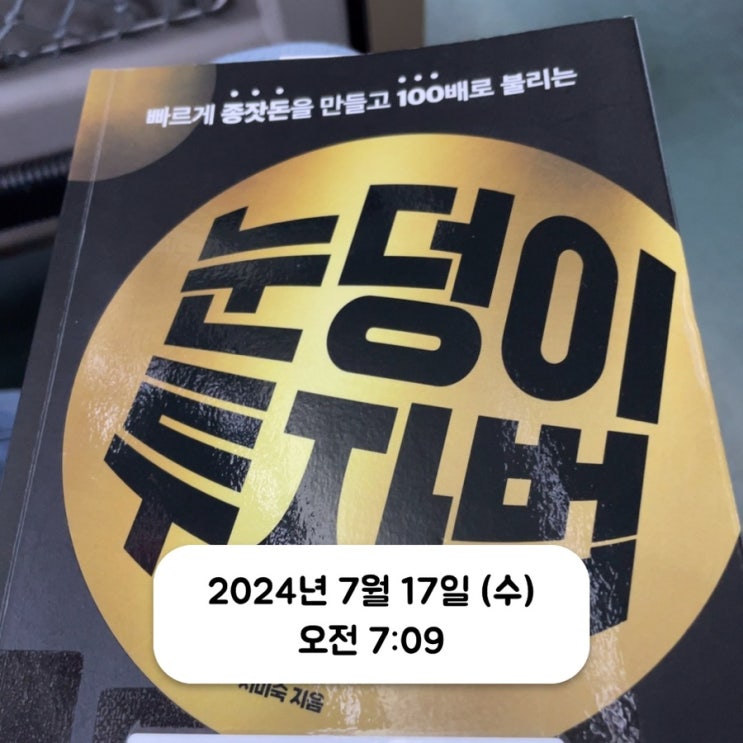 빠르게 종잣돈을 만들고 100배로 불리는
눈덩이
투자법
2024년 7월 17일 (수)
오전 7:09
지음